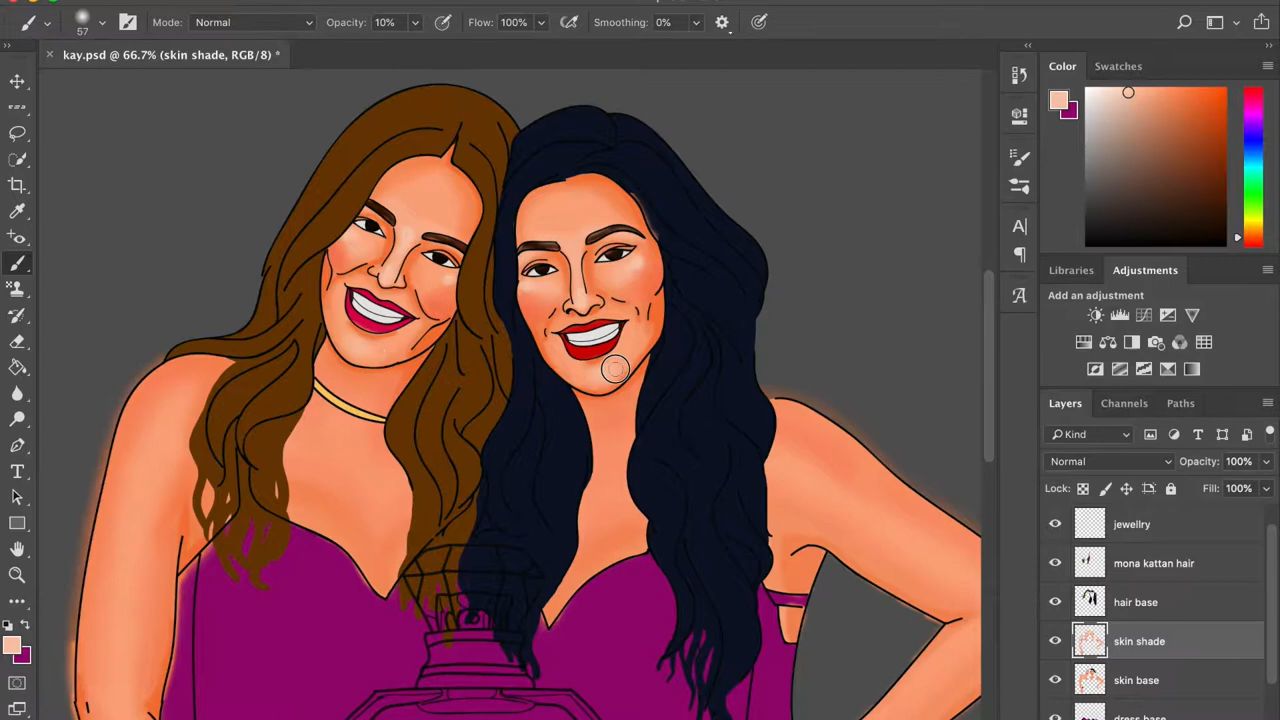 57
Mode: Normal
Opacity: 10%
Flow: 100%
Smoothing: 0%
kay.psd @ 66.7% (skin shade, RGB/8) *
Color
Swatches
Libraries
Adjustments
Add an adjustment
Layers
Channels
Paths
Kind
Normal
Opacity: 100%
Lock:
Fill: 100%
jewellry
mona kattan hair
hair base
skin shade
skin base
dress base